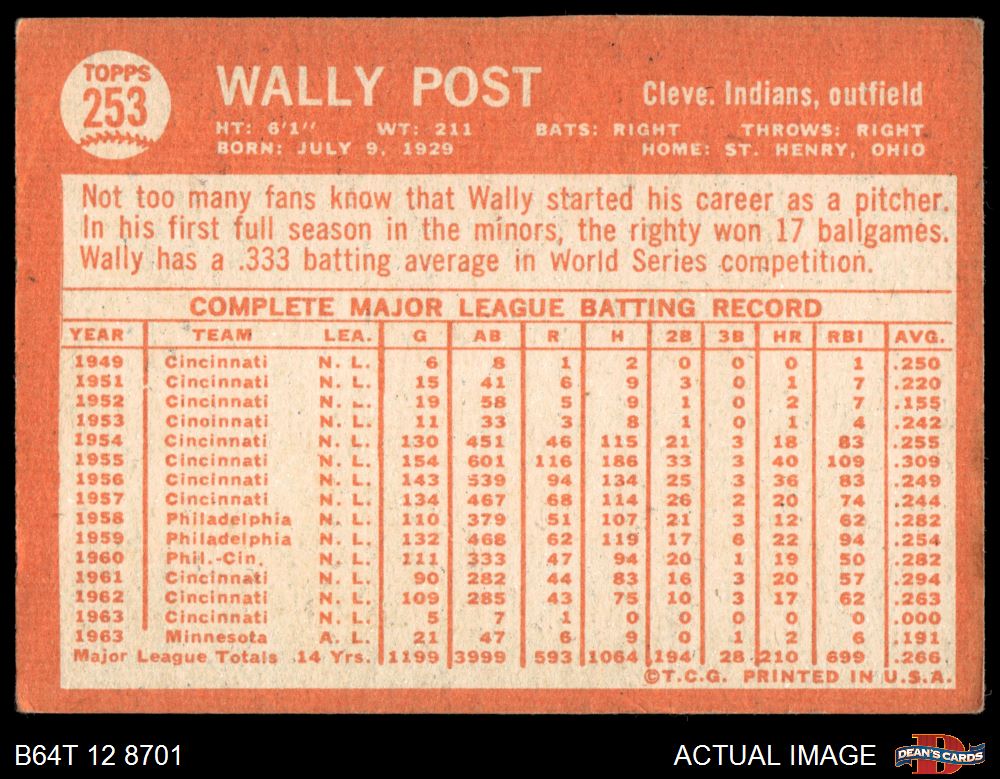 TOPPS
253
WALLY POST
Cleve. Indians, outfield
HT: 6'1" WT: 211 BATS: RIGHT THROWS: RIGHT
BORN: JULY 9, 1929 HOME: ST. HENRY, OHIO
Not too many fans know that Wally started his career as a pitcher.
In his first full season in the minors, the righty won 17 ballgames.
Wally has a .333 batting average in World Series competition.
COMPLETE MAJOR LEAGUE BATTING RECORD
YEAR TEAM LEA. G AB R H 2B 3B HR RBI AVG.
1949 Cincinnati N. L. 6 8 1 2 0 0 0 1 .250
1951 Cincinnati N. L. 15 41 6 9 3 0 1 7 .220
1952 Cincinnati N. L. 19 58 5 9 1 0 2 7 .155
1953 Cincinnati N. L. 11 33 3 8 1 0 1 4 .242
1954 Cincinnati N. L. 130 451 46 115 21 3 18 83 .255
1955 Cincinnati N. L. 154 601 116 186 33 3 40 109 .309
1956 Cincinnati N. L. 143 539 94 134 25 3 36 83 .249
1957 Cincinnati N. L. 134 467 68 114 26 2 20 74 .244
1958 Philadelphia N. L. 110 379 51 107 21 3 12 62 .282
1959 Philadelphia N. L. 132 468 62 119 17 6 22 94 .254
1960 Phil.-Cin. N. L. 111 333 47 94 20 1 19 50 .282
1961 Cincinnati N. L. 90 282 44 83 16 3 20 57 .294
1962 Cincinnati N. L. 109 285 43 75 10 3 17 62 .263
1963 Cincinnati N. L. 5 7 1 0 0 0 0 0 .000
1963 Minnesota A. L. 21 47 6 9 0 1 2 6 .191
Major League Totals 14 Yrs. 1199 3999 593 1064 194 28 210 699 .266
©T.C.G. PRINTED IN U.S.A.
B64T 12 8701
ACTUAL IMAGE
DEAN'S CARDS